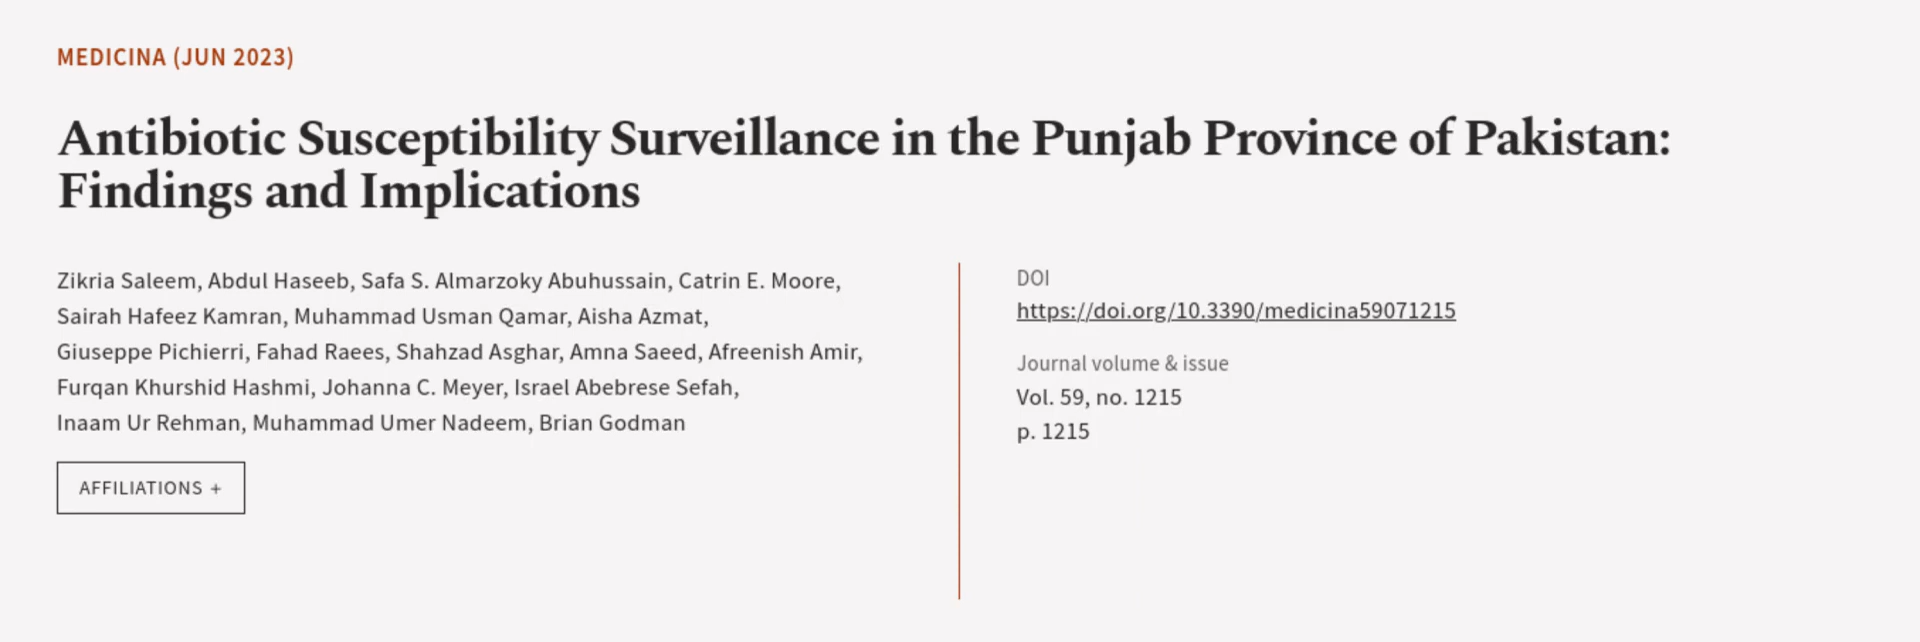 MEDICINA (JUN 2023)
Antibiotic Susceptibility Surveillance in the Punjab Province of Pakistan:
Findings and Implications
Zikria Saleem, Abdul Haseeb, Safa S. Almarzoky Abuhussain, Catrin E. Moore,
Sairah Hafeez Kamran, Muhammad Usman Qamar, Aisha Azmat,
Giuseppe Pichierri, Fahad Raees, Shahzad Asghar, Amna Saeed, Afreenish Amir,
Furqan Khurshid Hashmi, Johanna C. Meyer, Israel Abebrese Sefah,
Inaam Ur Rehman, Muhammad Umer Nadeem, Brian Godman
AFFILIATIONS +
DOI
https://doi.org/10.3390/medicina59071215
Journal volume & issue
Vol. 59, no. 1215
p. 1215